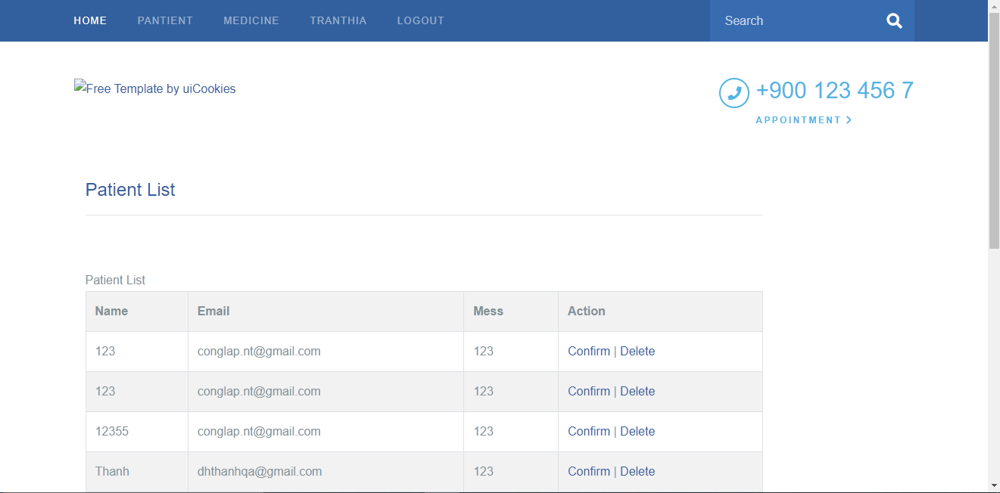 HOME PANTIENT MEDICINE TRANTHIA LOGOUT Search
Free Template by uiCookies
+900 123 456 7
APPOINTMENT
Patient List
Patient List
Name Email Mess Action
123 conglap.nt@gmail.com 123 Confirm | Delete
123 conglap.nt@gmail.com 123 Confirm | Delete
12355 conglap.nt@gmail.com 123 Confirm | Delete
Thanh dhthanhqa@gmail.com 123 Confirm | Delete